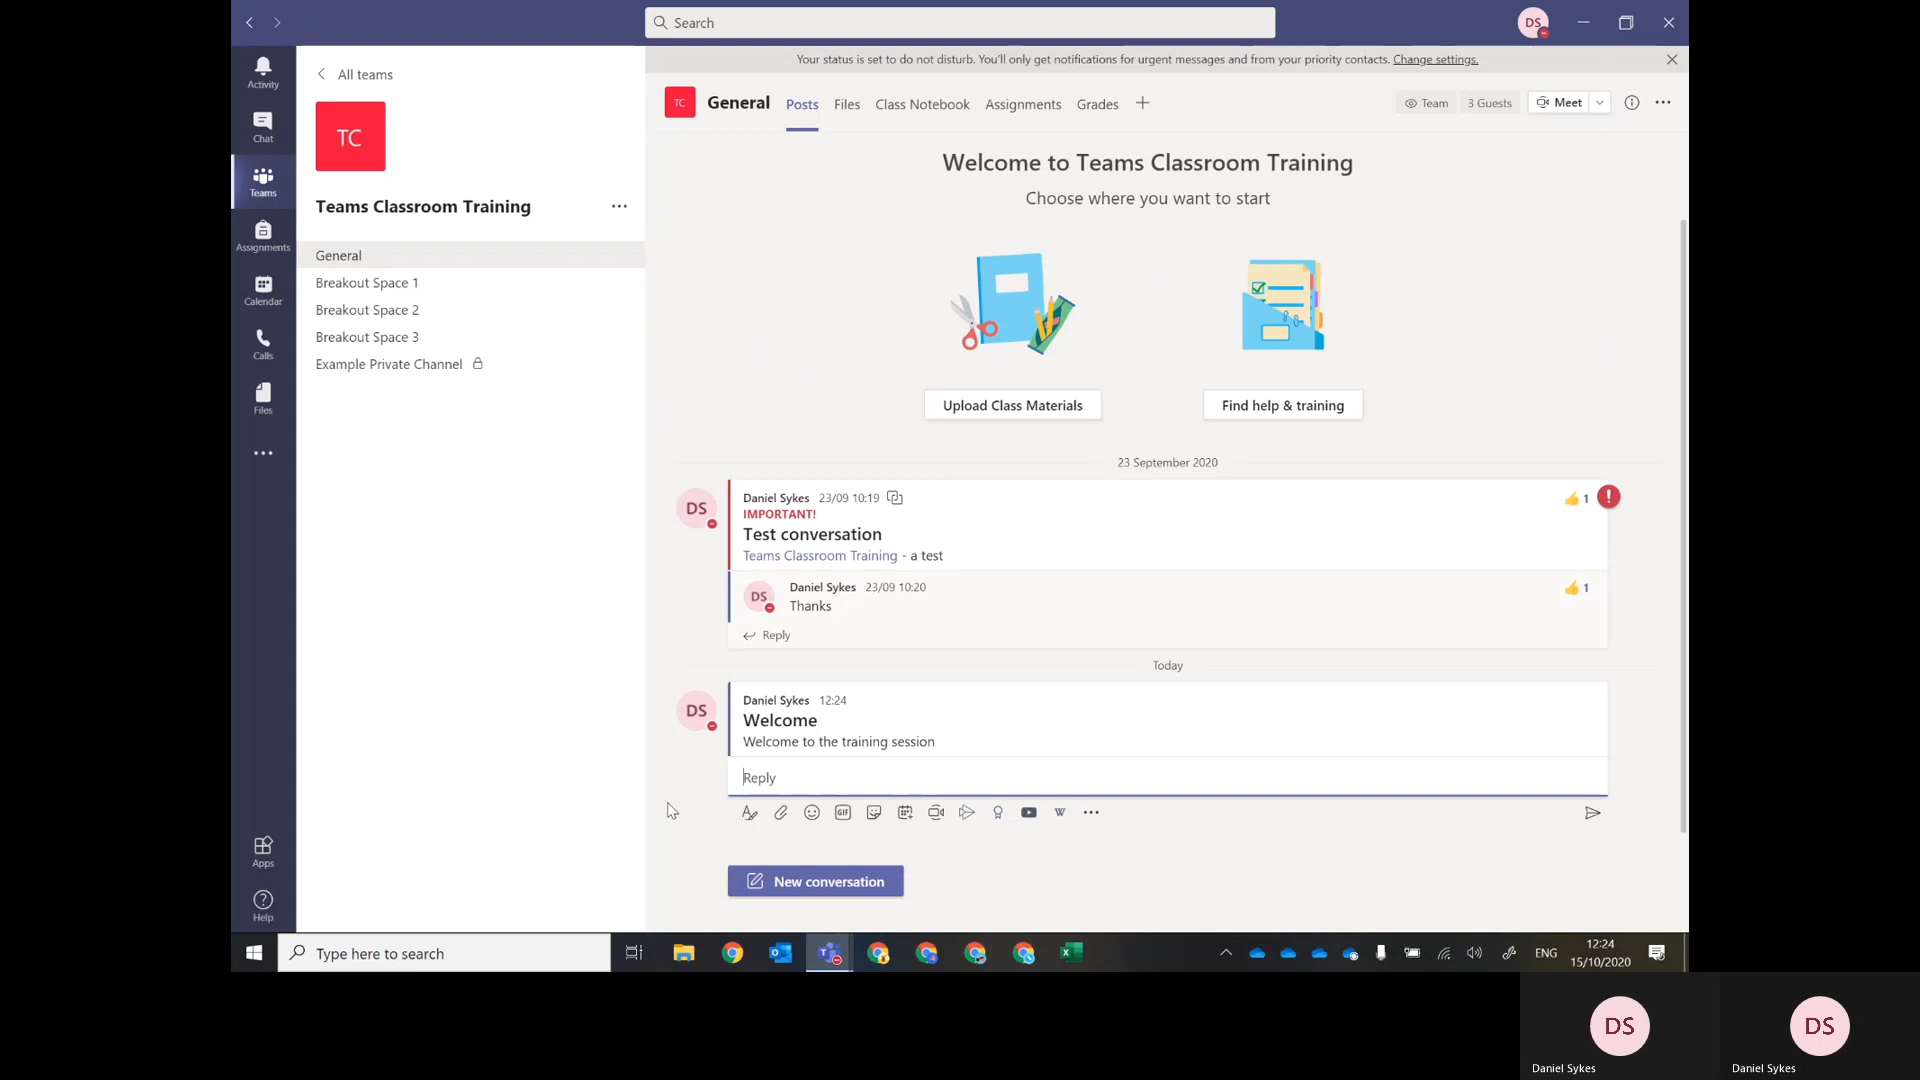 Search
DS
Your status is set to do not disturb. You'll only get notifications for urgent messages and from your priority contacts. Change settings.
Activity
Chat
Teams
Assignments
Calendar
Calls
Files
Apps
Help
All teams
TC
Teams Classroom Training
General
Breakout Space 1
Breakout Space 2
Breakout Space 3
Example Private Channel
TC
General
Posts
Files
Class Notebook
Assignments
Grades
Team
3 Guests
Meet
Welcome to Teams Classroom Training
Choose where you want to start
Upload Class Materials
Find help & training
23 September 2020
DS
Daniel Sykes 23/09 10:19
1
IMPORTANT!
Test conversation
Teams Classroom Training - a test
DS
Daniel Sykes 23/09 10:20
1
Thanks
Reply
Today
DS
Daniel Sykes 12:24
Welcome
Welcome to the training session
Reply
GIF
W
New conversation
Type here to search
ENG
12:24
15/10/2020
DS
Daniel Sykes
DS
Daniel Sykes